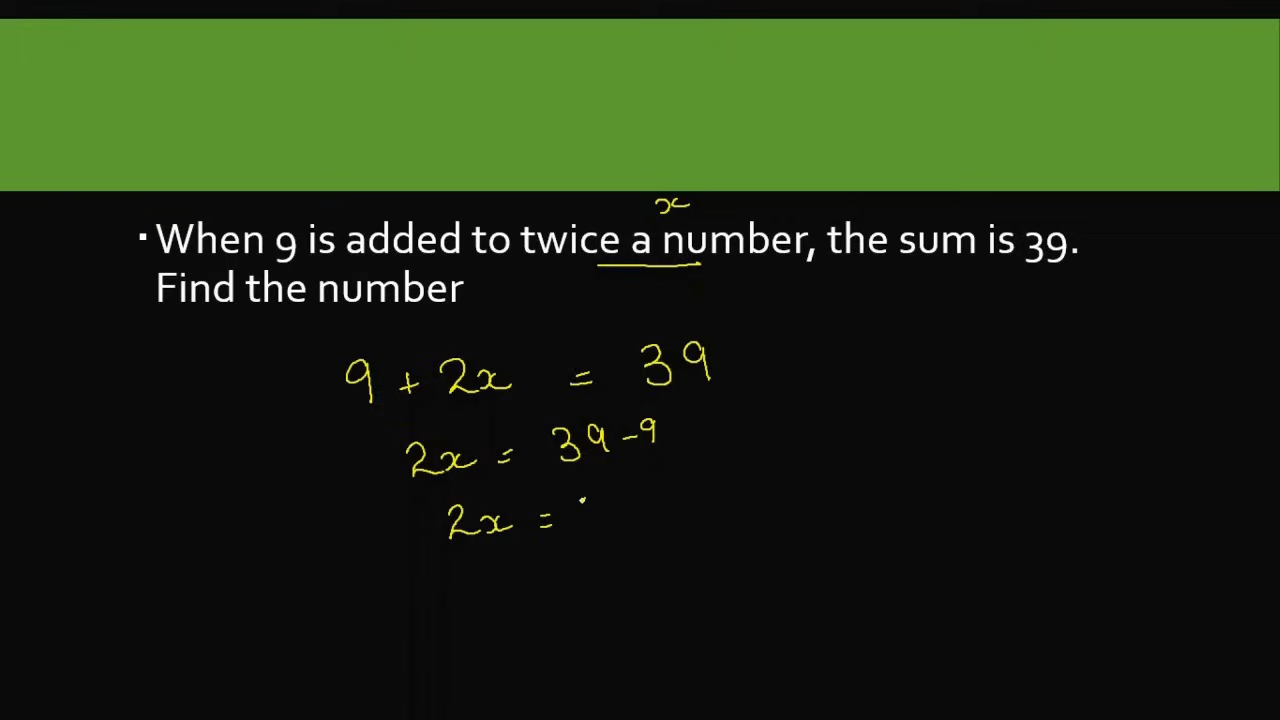 x
▪When 9 is added to twice a number, the sum is 39.
Find the number
9 + 2x = 39
2x = 39 - 9
2x =